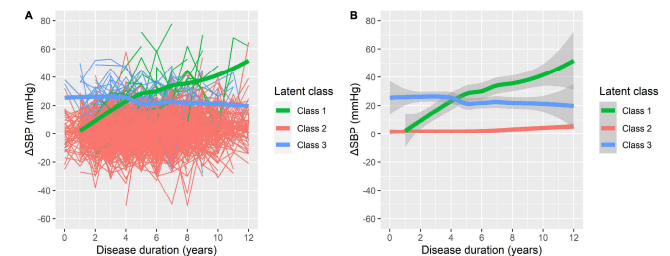 A
80
60
40
20
0
-20
-40
-60
ΔSBP (mmHg)
0 2 4 6 8 10 12
Disease duration (years)
Latent class
Class 1
Class 2
Class 3
B
80
60
40
20
0
-20
-40
-60
ΔSBP (mmHg)
0 2 4 6 8 10 12
Disease duration (years)
Latent class
Class 1
Class 2
Class 3